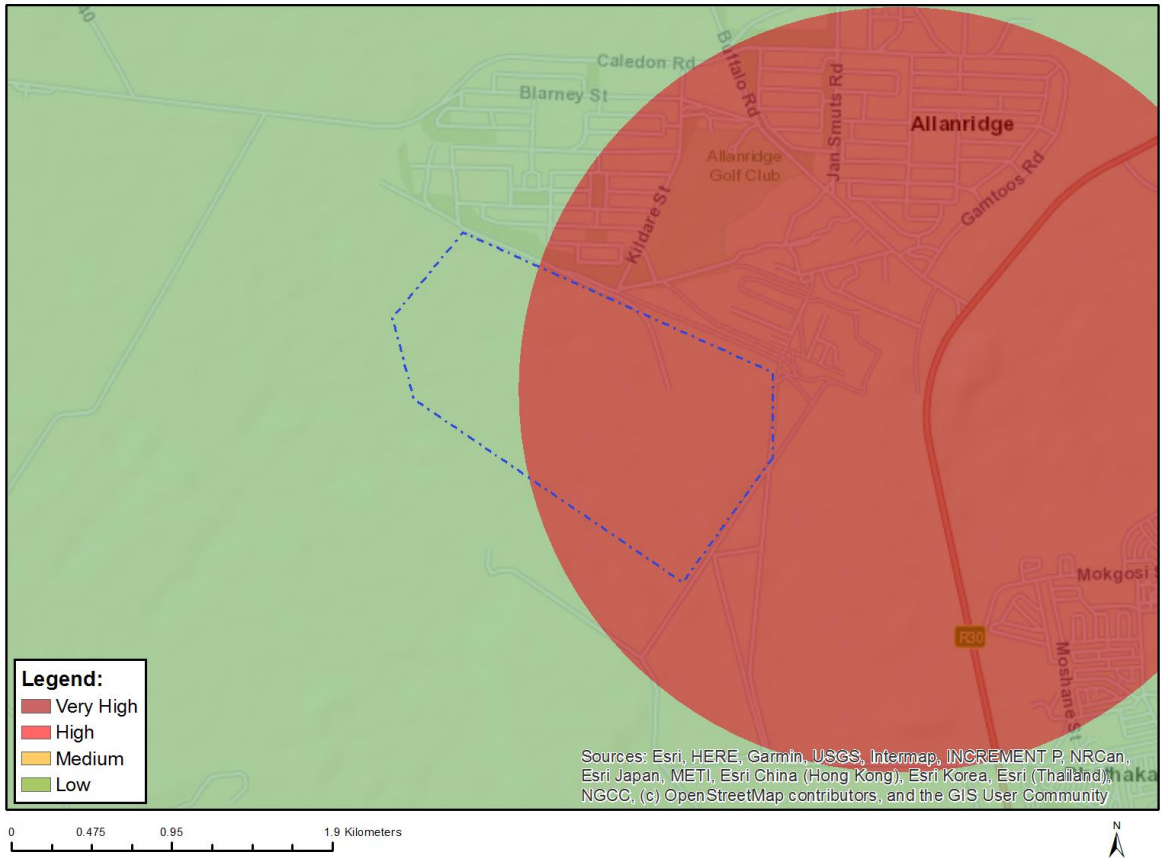 40
Caledon Rd
Blarney St
Buffalo Rd
Jan Smuts Rd
Allanridge
Allanridge
Golf Club
Gamtoos Rd
Kildare St
Mokgosi S
R30
Moshane St
Legend:
Very High
High
Medium
Low
Sources: Esri, HERE, Garmin, USGS, Intermap, INCREMENT P, NRCan,
Esri Japan, METI, Esri China (Hong Kong), Esri Korea, Esri (Thailand),
NGCC, (c) OpenStreetMap contributors, and the GIS User Community
0 0.475 0.95 1.9 Kilometers
N